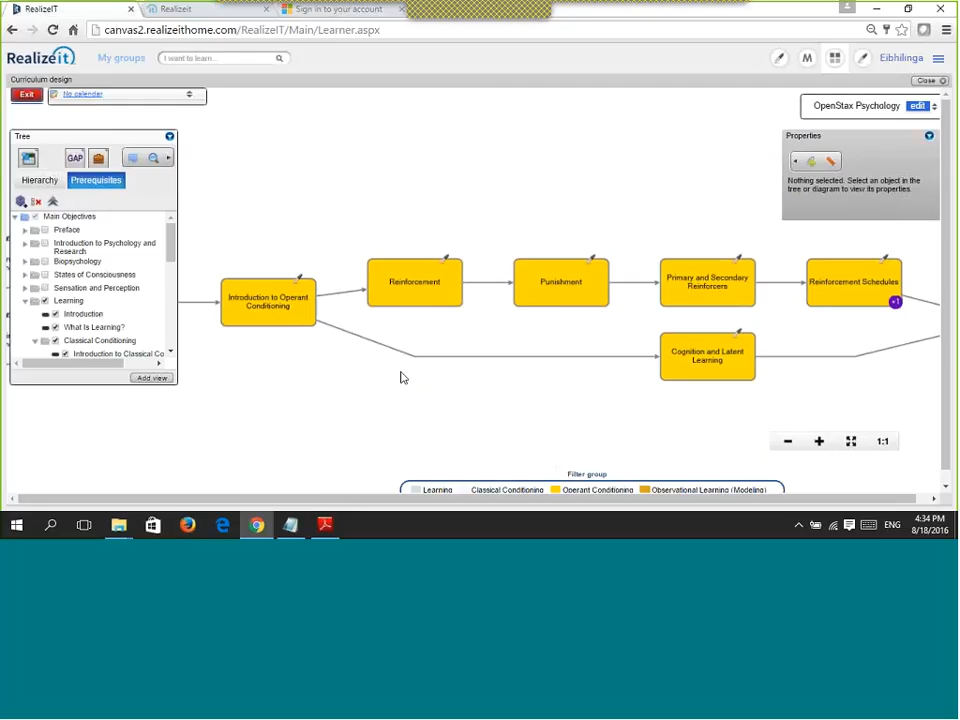 RealizeIT
Realizeit
Sign in to your account
canvas2.realizeithome.com/RealizeIT/Main/Learner.aspx
Realizeit
My groups
I want to learn...
M
Eibhilinga
Curriculum design
Close
Exit
No calendar
OpenStax Psychology
edit
Tree
GAP
Hierarchy
Prerequisites
Main Objectives
Preface
Introduction to Psychology and
Research
Biopsychology
States of Consciousness
Sensation and Perception
Learning
Introduction
What Is Learning?
Classical Conditioning
Introduction to Classical Co
Add view
Properties
Nothing selected. Select an object in the
tree or diagram to view its properties
Introduction to Operant
Conditioning
Reinforcement
Punishment
Primary and Secondary
Reinforcers
Reinforcement Schedules
+1
Cognition and Latent
Learning
1:1
Filter group
Learning
Classical Conditioning
Operant Conditioning
Observational Learning (Modeling)
ENG
4:34 PM
8/18/2016